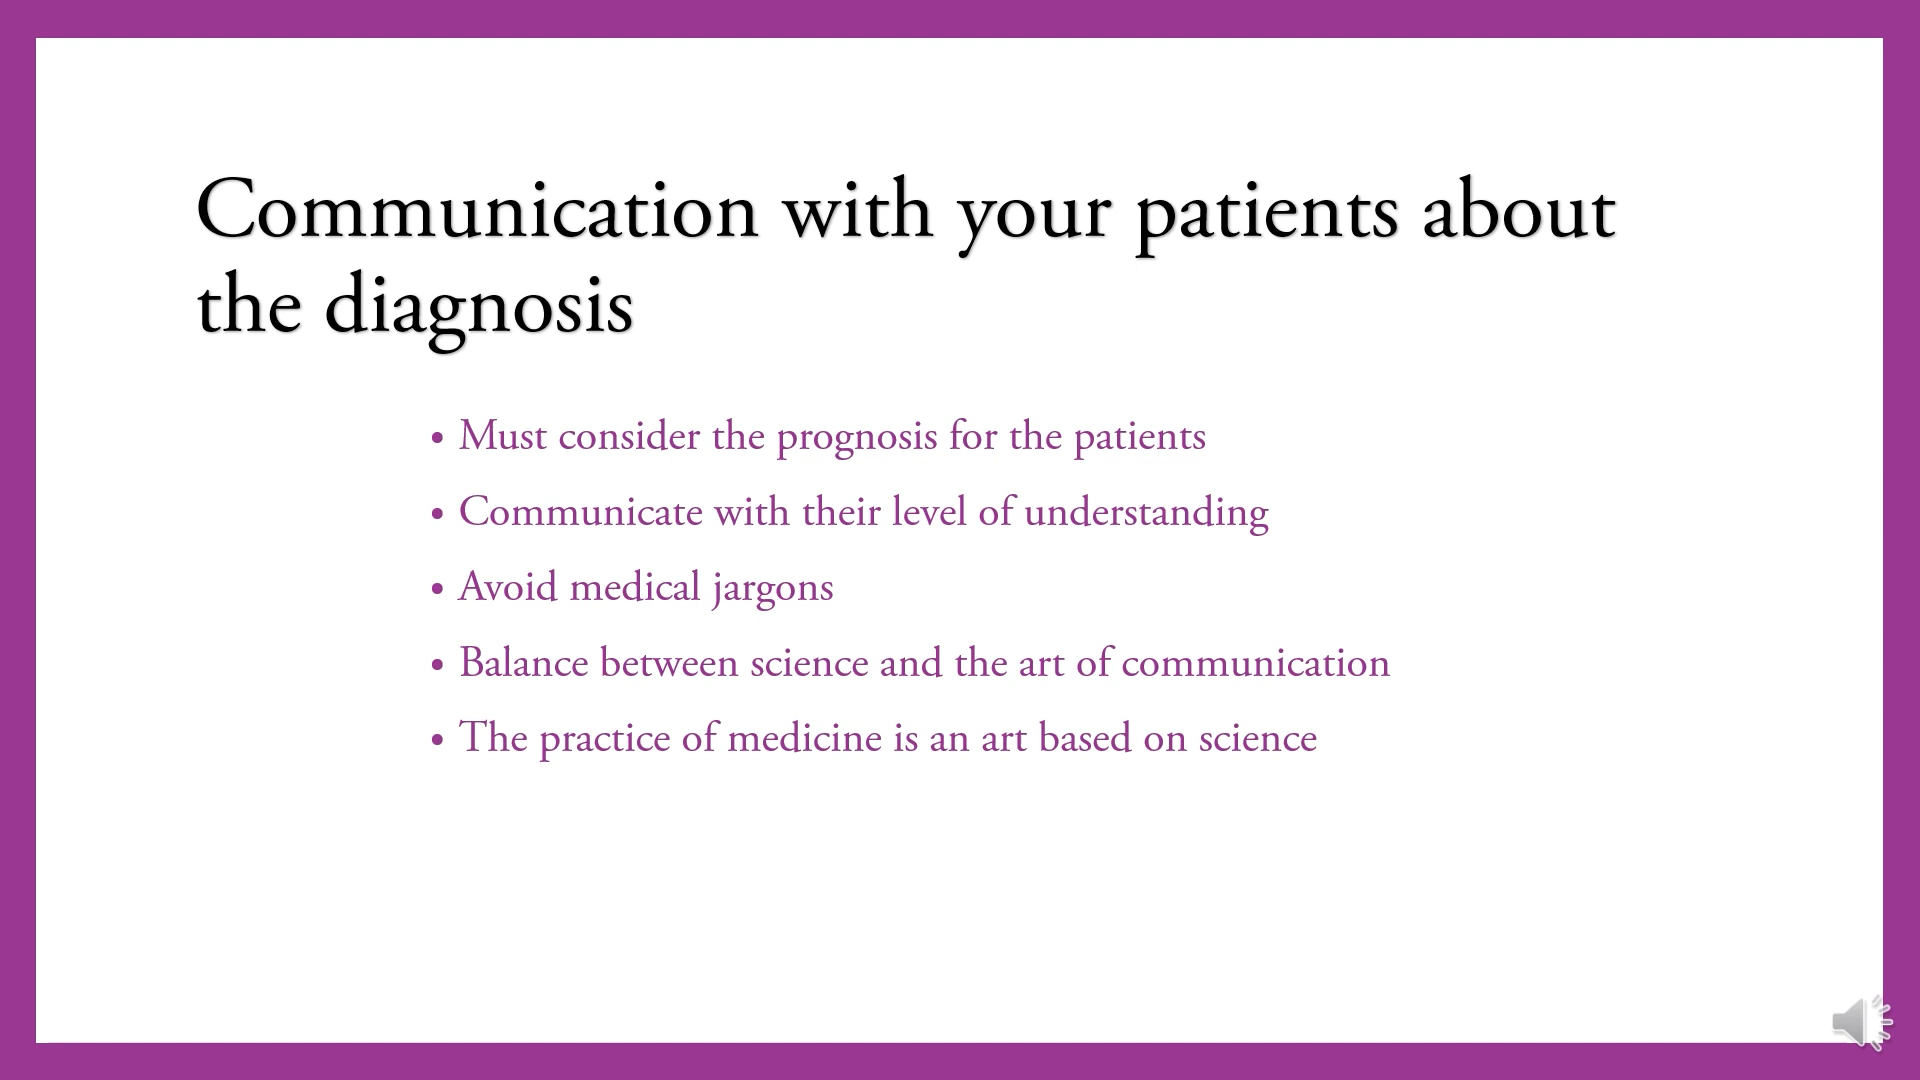 Communication with your patients about
the diagnosis
• Must consider the prognosis for the patients
• Communicate with their level of understanding
• Avoid medical jargons
• Balance between science and the art of communication
• The practice of medicine is an art based on science